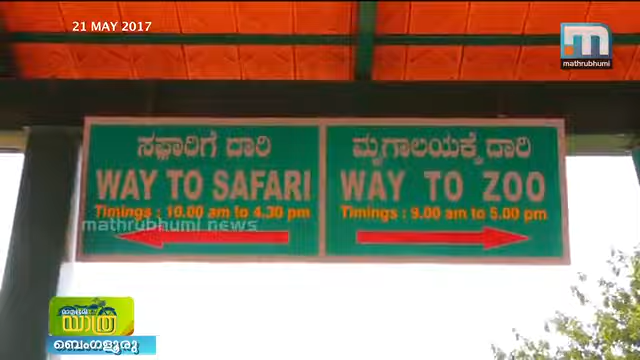 21 MAY 2017
mathrubhumi
ಸಫಾರಿಗೆ ದಾರಿ
WAY TO SAFARI
Timings : 10.00 am to 4.30 pm
ಮೃಗಾಲಯಕ್ಕೆ ದಾರಿ
WAY TO ZOO
Timings : 9.00 am to 5.00 pm
mathrubhumi news
യാത്ര
ಬೆಂಗಳೂರು